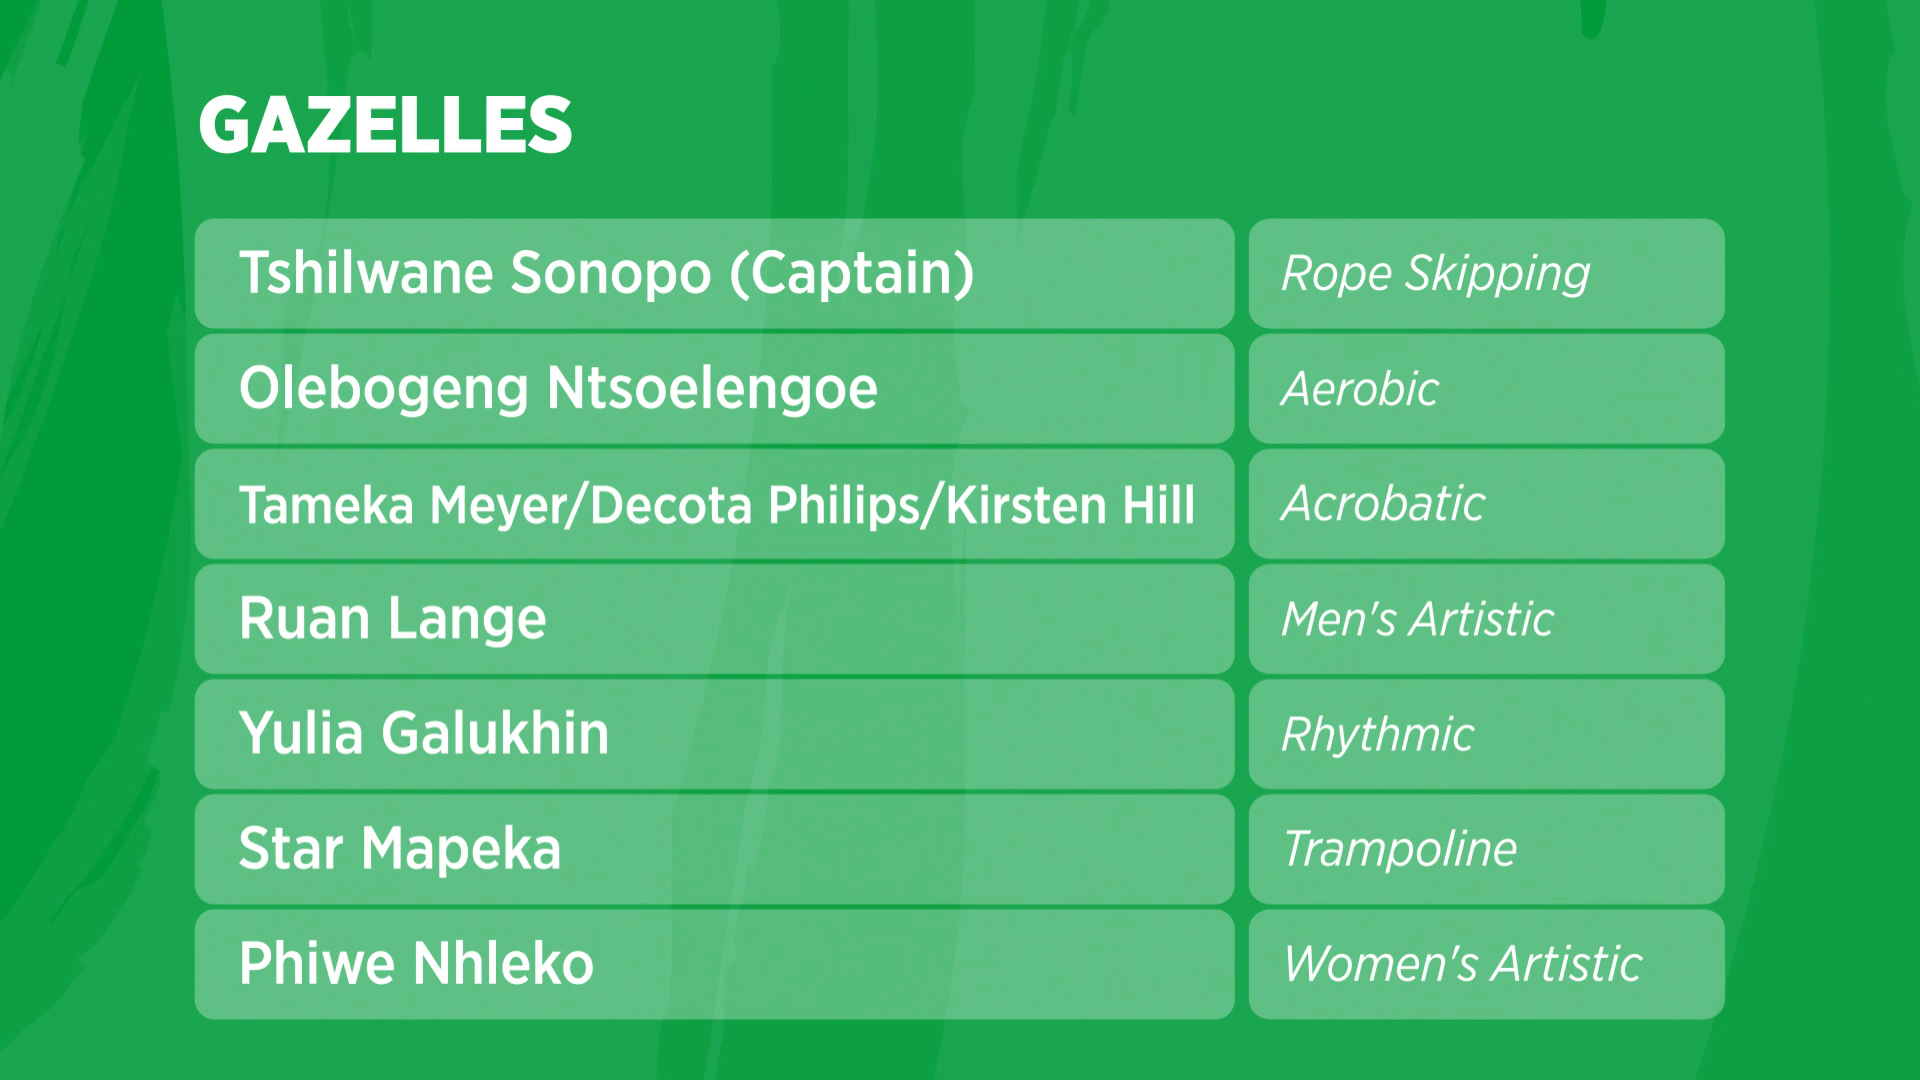 GAZELLES
Tshilwane Sonopo (Captain) Rope Skipping
Olebogeng Ntsoelengoe Aerobic
Tameka Meyer/Decota Philips/Kirsten Hill Acrobatic
Ruan Lange Men's Artistic
Yulia Galukhin Rhythmic
Star Mapeka Trampoline
Phiwe Nhleko Women's Artistic